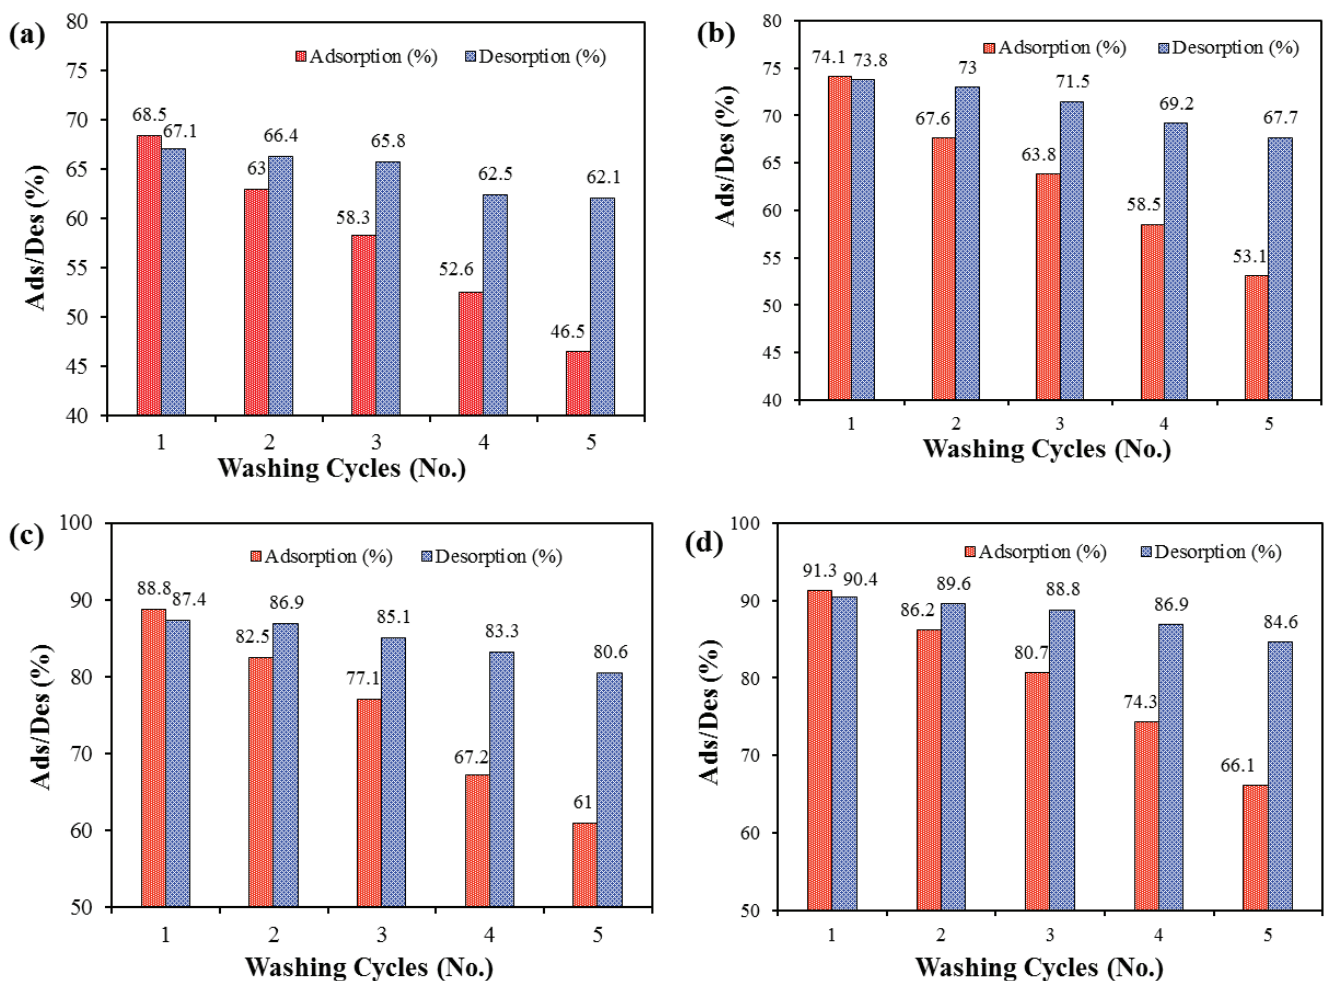 (a)
Adsorption (%) Desorption (%)
Ads/Des (%)
80
75
70
65
60
55
50
45
40
68.5 67.1 63 66.4 58.3 65.8 52.6 62.5 46.5 62.1
1 2 3 4 5
Washing Cycles (No.)
(b)
Adsorption (%) Desorption (%)
Ads/Des (%)
80
75
70
65
60
55
50
45
40
74.1 73.8 67.6 73 63.8 71.5 58.5 69.2 53.1 67.7
1 2 3 4 5
Washing Cycles (No.)
(c)
Adsorption (%) Desorption (%)
Ads/Des (%)
100
90
80
70
60
50
88.8 87.4 82.5 86.9 77.1 85.1 67.2 83.3 61 80.6
1 2 3 4 5
Washing Cycles (No.)
(d)
Adsorption (%) Desorption (%)
Ads/Des (%)
100
90
80
70
60
50
91.3 90.4 86.2 89.6 80.7 88.8 74.3 86.9 66.1 84.6
1 2 3 4 5
Washing Cycles (No.)